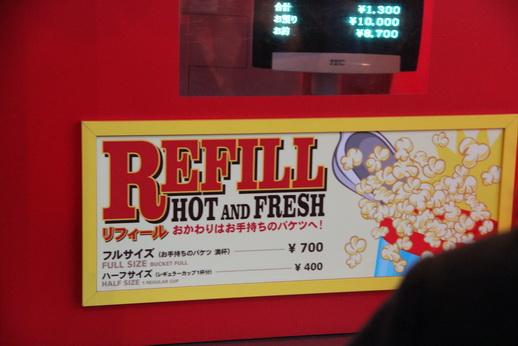 合計 ¥1,300
お預り ¥10,000
お釣 ¥8,700
TEC
REFILL
HOT AND FRESH
リフィール おかわりはお手持ちのバケツへ!
フルサイズ (お手持ちのバケツ 満杯) ¥ 700
FULL SIZE BUCKET FULL
ハーフサイズ (レギュラーカップ1杯分) ¥ 400
HALF SIZE 1 REGULAR CUP